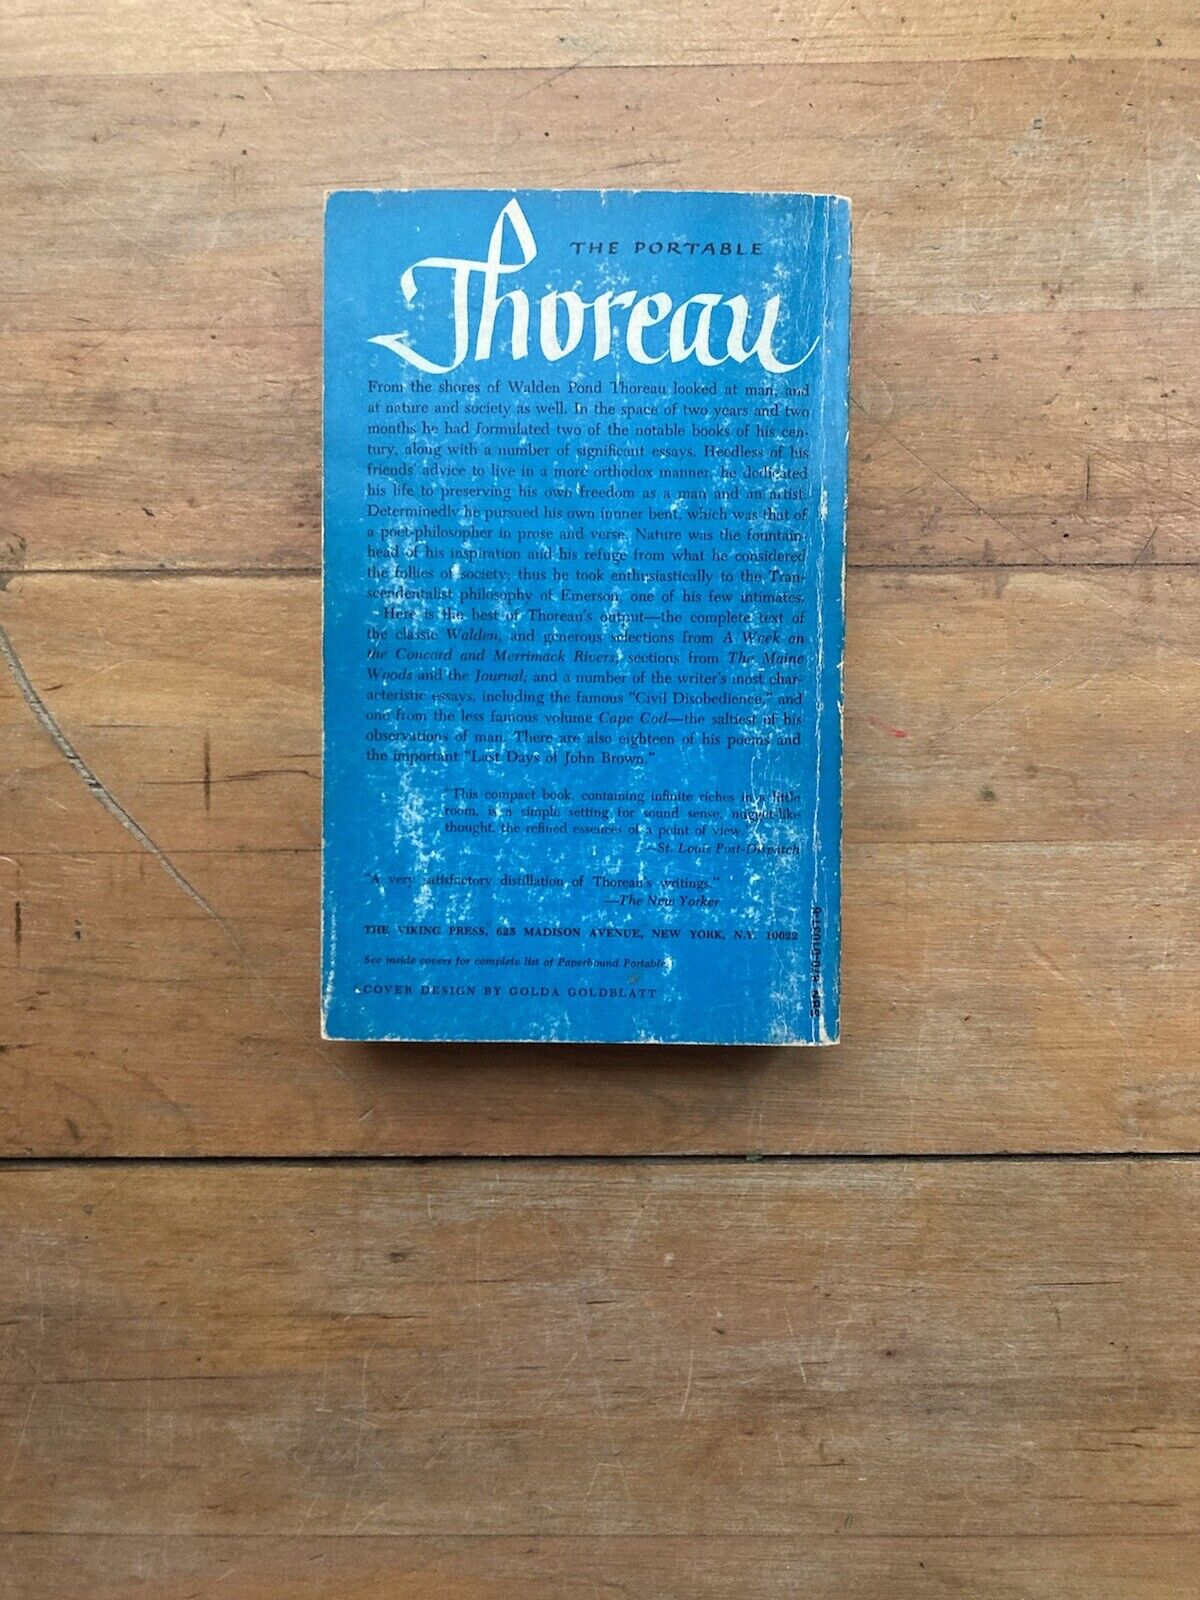 THE PORTABLE
Thoreau
From the shores of Walden Pond Thoreau looked at man, and
at nature and society as well. In the space of two years and two
months he had formulated two of the notable books of his cen-
tury, along with a number of significant essays. Heedless of his
friends' advice to live in a more orthodox manner, he dedicated
his life to preserving his own freedom as a man and an artist.
Determinedly he pursued his own inner bent, which was that of
a poet-philosopher in prose and verse. Nature was the fountain-
head of his inspiration and his refuge from what he considered
the follies of society; thus he took enthusiastically to the Tran-
scendentalist philosophy of Emerson, one of his few intimates.
Here is the best of Thoreau's output—the complete text of
the classic Walden, and generous selections from A Week on
the Concord and Merrimack Rivers; sections from The Maine
Woods and the Journal; and a number of the writer's most char-
acteristic essays, including the famous "Civil Disobedience," and
one from the less famous volume Cape Cod—the saltiest of his
observations of man. There are also eighteen of his poems and
the important "Last Days of John Brown."
"This compact book, containing infinite riches in a little
room, is a simple setting for sound sense, nugget-like
thought, the refined essences of a point of view."
—St. Louis Post-Dispatch
"A very satisfactory distillation of Thoreau's writings."
—The New Yorker
THE VIKING PRESS, 625 MADISON AVENUE, NEW YORK, N.Y. 10022
See inside covers for complete list of Paperbound Portables
COVER DESIGN BY GOLDA GOLDBLATT
SBN